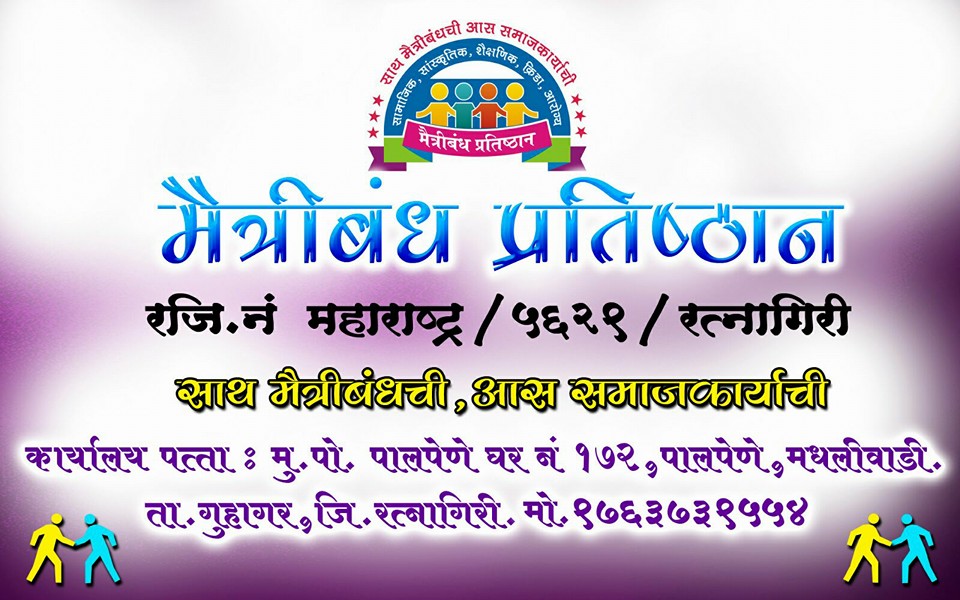 साथ मैत्रीबंधची आस समाजकार्याची
सामाजिक, सांस्कृतिक, शैक्षणिक, क्रिडा, आरोग्य
मैत्रीबंध प्रतिष्ठान
मैत्रीबंध प्रतिष्ठान
रजि.नं महाराष्ट्र/५६२१/रत्नागिरी
साथ मैत्रीबंधची,आस समाजकार्याची
कार्यालय पत्ता : मु.पो. पालपेणे घर नं १७२,पालपेणे,मधलीवाडी.
ता.गुहागर,जि.रत्नागिरी. मो.९७६३७३९५५४